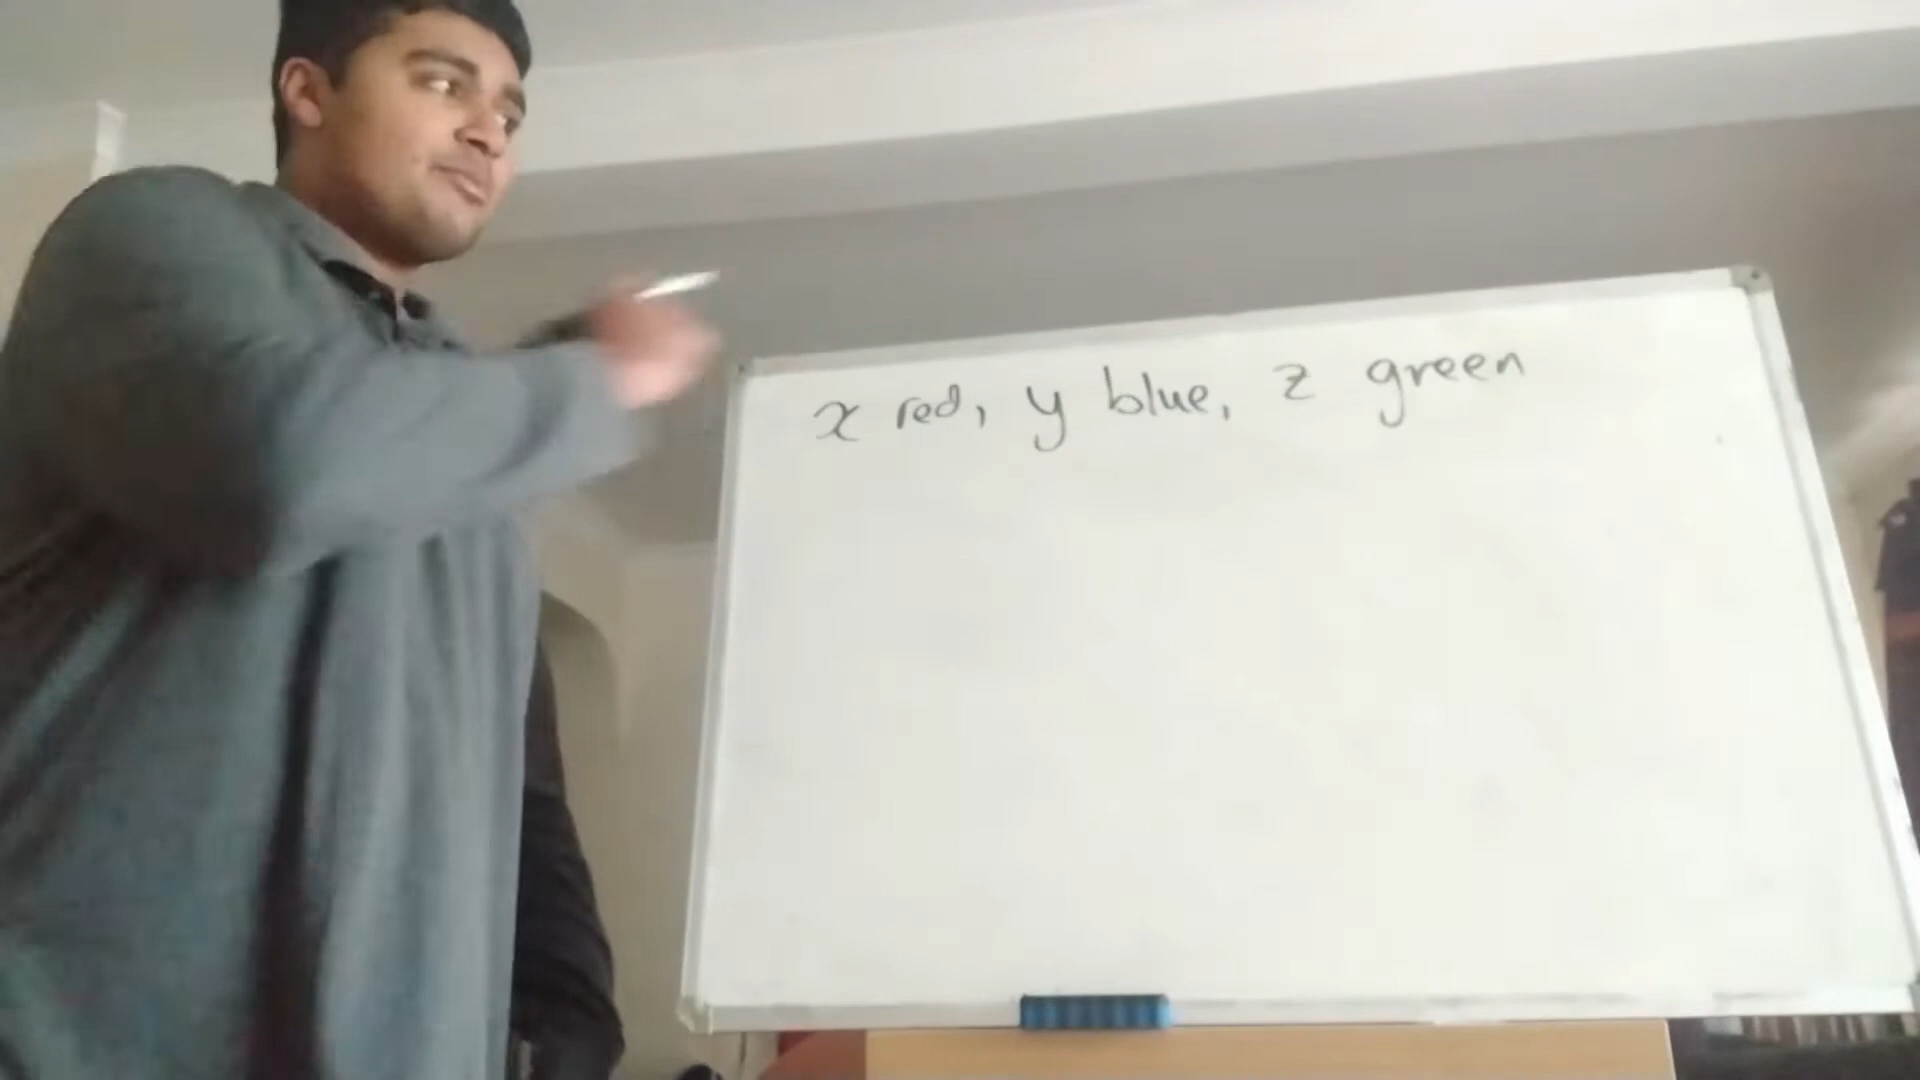 x red, y blue, z green